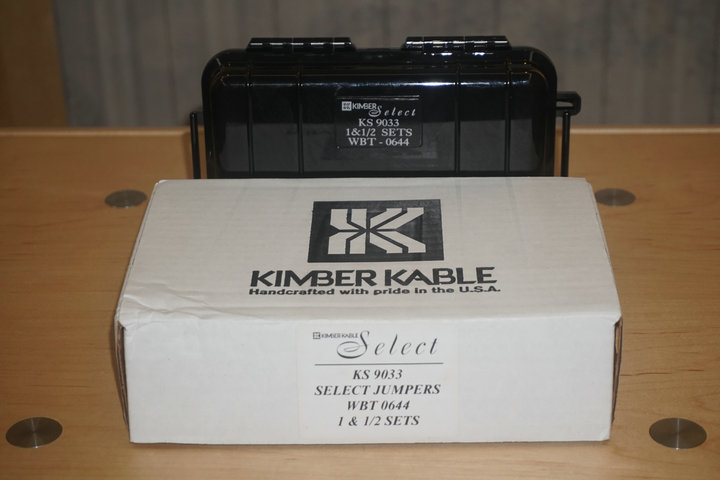 KIMBER Select
KS 9033
1&1/2 SETS
WBT - 0644
KIMBER KABLE
Handcrafted with pride in the U.S.A.
KIMBER KABLE Select
KS 9033
SELECT JUMPERS
WBT 0644
1 & 1/2 SETS